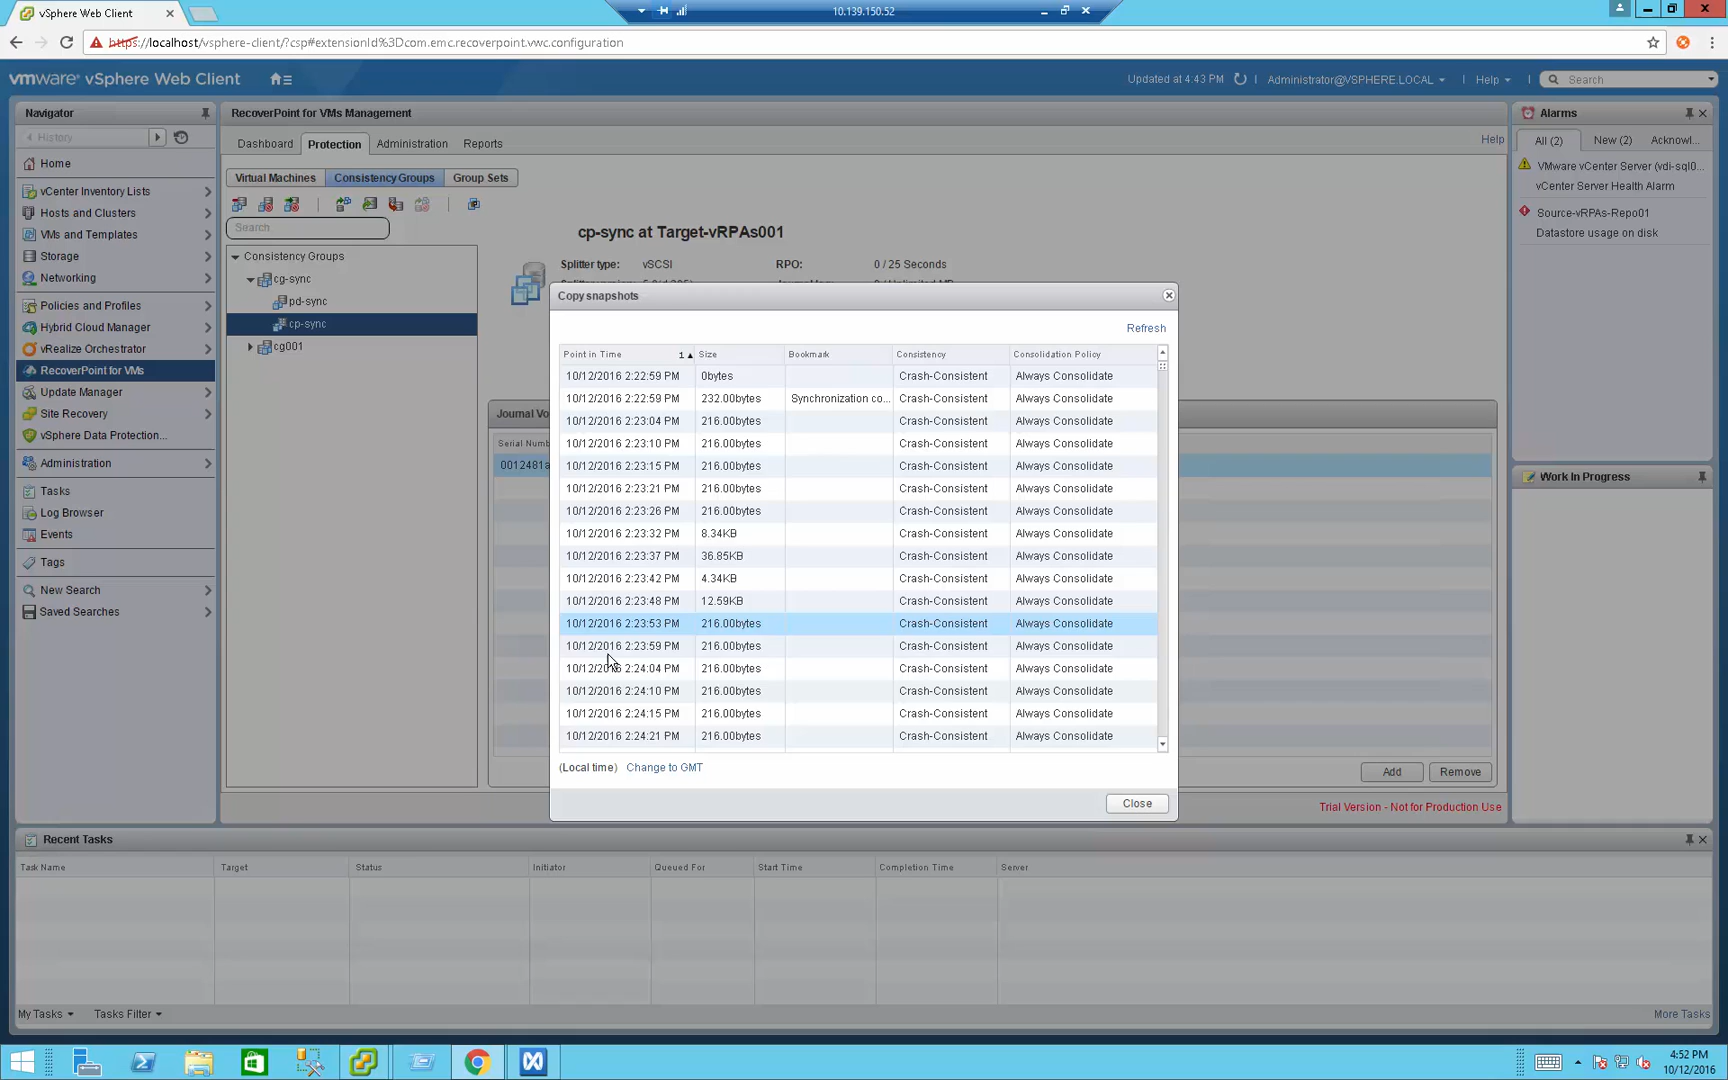 vSphere Web Client
10.139.150.52
https://localhost/vsphere-client/?csp#extensionId%3Dcom.emc.recoverpoint.vwc.configuration
vmware® vSphere Web Client
Updated at 4:43 PM
Administrator@VSPHERE.LOCAL
Help
Search
Navigator
History
Home
vCenter Inventory Lists
Hosts and Clusters
VMs and Templates
Storage
Networking
Policies and Profiles
Hybrid Cloud Manager
vRealize Orchestrator
RecoverPoint for VMs
Update Manager
Site Recovery
vSphere Data Protection...
Administration
Tasks
Log Browser
Events
Tags
New Search
Saved Searches
RecoverPoint for VMs Management
Dashboard Protection Administration Reports
Help
Virtual Machines Consistency Groups Group Sets
Search
Consistency Groups
cg-sync
pd-sync
cp-sync
cg001
cp-sync at Target-vRPAs001
Splitter type: vSCSI RPO: 0 / 25 Seconds
Journal Vo
Serial Numb
0012481a
Copy snapshots
Refresh
Point in Time 1 Size Bookmark Consistency Consolidation Policy
10/12/2016 2:22:59 PM 0bytes Crash-Consistent Always Consolidate
10/12/2016 2:22:59 PM 232.00bytes Synchronization co... Crash-Consistent Always Consolidate
10/12/2016 2:23:04 PM 216.00bytes Crash-Consistent Always Consolidate
10/12/2016 2:23:10 PM 216.00bytes Crash-Consistent Always Consolidate
10/12/2016 2:23:15 PM 216.00bytes Crash-Consistent Always Consolidate
10/12/2016 2:23:21 PM 216.00bytes Crash-Consistent Always Consolidate
10/12/2016 2:23:26 PM 216.00bytes Crash-Consistent Always Consolidate
10/12/2016 2:23:32 PM 8.34KB Crash-Consistent Always Consolidate
10/12/2016 2:23:37 PM 36.85KB Crash-Consistent Always Consolidate
10/12/2016 2:23:42 PM 4.34KB Crash-Consistent Always Consolidate
10/12/2016 2:23:48 PM 12.59KB Crash-Consistent Always Consolidate
10/12/2016 2:23:53 PM 216.00bytes Crash-Consistent Always Consolidate
10/12/2016 2:23:59 PM 216.00bytes Crash-Consistent Always Consolidate
10/12/2016 2:24:04 PM 216.00bytes Crash-Consistent Always Consolidate
10/12/2016 2:24:10 PM 216.00bytes Crash-Consistent Always Consolidate
10/12/2016 2:24:15 PM 216.00bytes Crash-Consistent Always Consolidate
10/12/2016 2:24:21 PM 216.00bytes Crash-Consistent Always Consolidate
(Local time) Change to GMT
Close
Add Remove
Trial Version - Not for Production Use
Alarms
All (2) New (2) Acknowl...
VMware vCenter Server (vdi-sql0...
vCenter Server Health Alarm
Source-vRPAs-Repo01
Datastore usage on disk
Work In Progress
Recent Tasks
Task Name Target Status Initiator Queued For Start Time Completion Time Server
My Tasks Tasks Filter
More Tasks
4:52 PM
10/12/2016